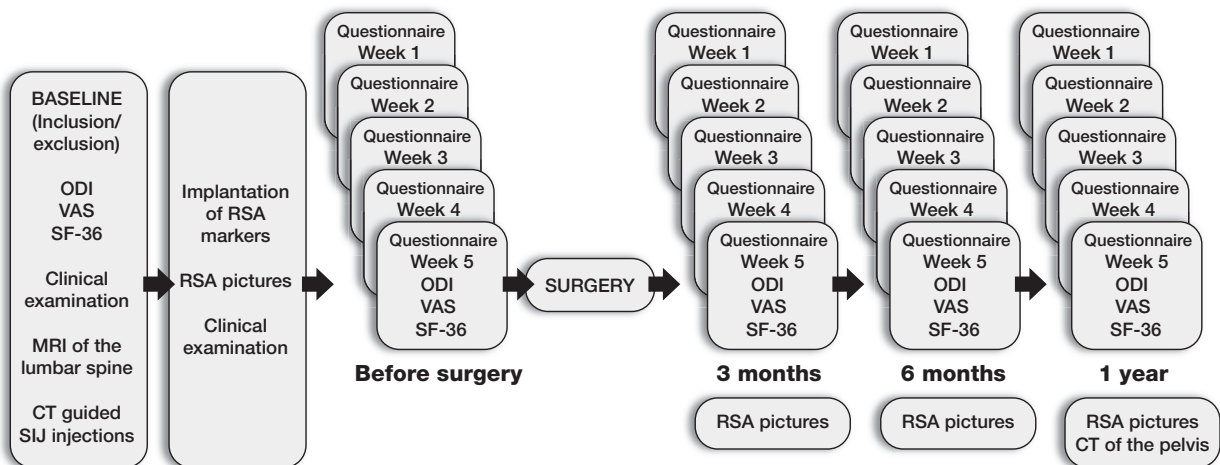 BASELINE
(Inclusion/
exclusion)
ODI
VAS
SF-36
Clinical
examination
MRI of the
lumbar spine
CT guided
SIJ injections
Implantation
of RSA
markers
RSA pictures
Clinical
examination
Questionnaire
Week 1
Questionnaire
Week 2
Questionnaire
Week 3
Questionnaire
Week 4
Questionnaire
Week 5
ODI
VAS
SF-36
Before surgery
SURGERY
Questionnaire
Week 1
Questionnaire
Week 2
Questionnaire
Week 3
Questionnaire
Week 4
Questionnaire
Week 5
ODI
VAS
SF-36
3 months
RSA pictures
Questionnaire
Week 1
Questionnaire
Week 2
Questionnaire
Week 3
Questionnaire
Week 4
Questionnaire
Week 5
ODI
VAS
SF-36
6 months
RSA pictures
Questionnaire
Week 1
Questionnaire
Week 2
Questionnaire
Week 3
Questionnaire
Week 4
Questionnaire
Week 5
ODI
VAS
SF-36
1 year
RSA pictures
CT of the pelvis